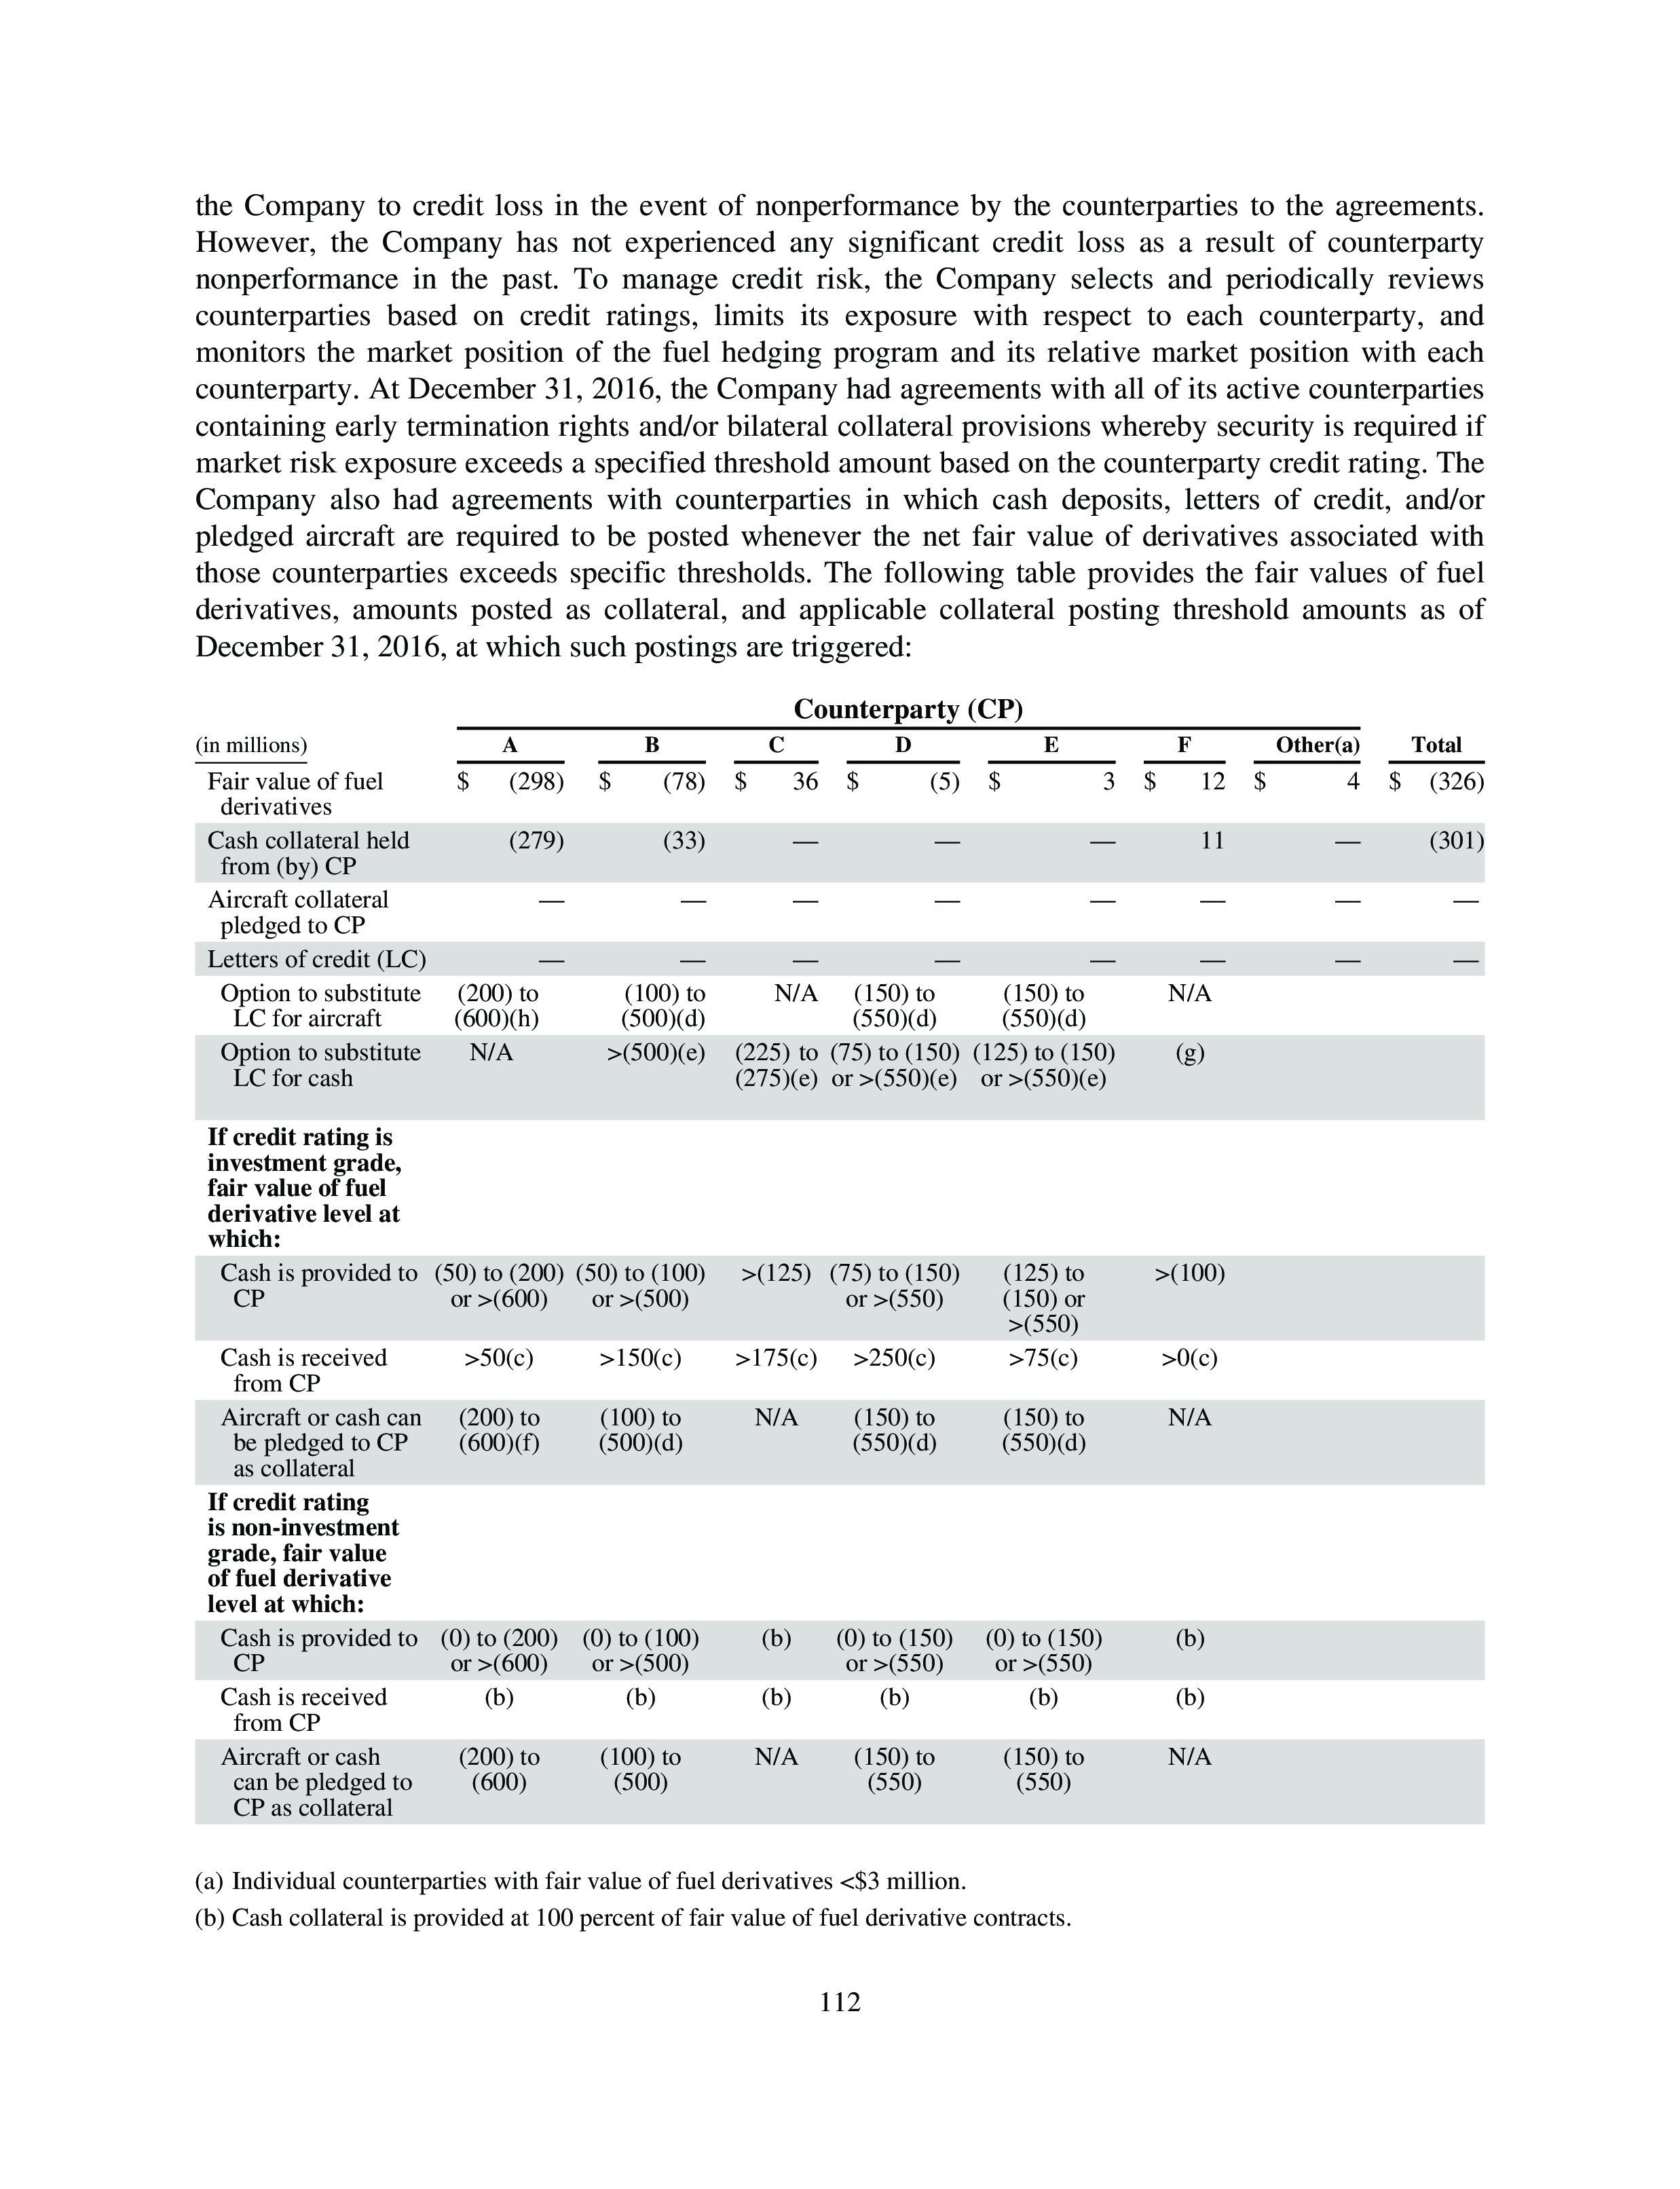 the Company to credit loss in the event of nonperformance by the counterparties to the agreements.
However, the Company has not experienced any significant credit loss as a result of counterparty
nonperformance in the past. To manage credit risk, the Company selects and periodically reviews
counterparties based on credit ratings, limits its exposure with respect to each counterparty, and
monitors the market position of the fuel hedging program and its relative market position with each
counterparty. At December 31, 2016, the Company had agreements with all of its active counterparties
containing early termination rights and/or bilateral collateral provisions whereby security is required if
market risk exposure exceeds a specified threshold amount based on the counterparty credit rating. The
Company also had agreements with counterparties in which cash deposits, letters of credit, and/or
pledged aircraft are required to be posted whenever the net fair value of derivatives associated with
those counterparties exceeds specific thresholds. The following table provides the fair values of fuel
derivatives, amounts posted as collateral, and applicable collateral posting threshold amounts as of
December 31, 2016, at which such postings are triggered:
Counterparty (CP)
(in millions) A B C D E F Other(a) Total
Fair value of fuel $ (298) $ (78) $ 36 $ (5) $ 3 $ 12 $ 4 $ (326)
derivatives
Cash collateral held (279) (33) — — — 11 — (301)
from (by) CP
Aircraft collateral — — — — — — — —
pledged to CP
Letters of credit (LC) — — — — — — — —
Option to substitute (200) to (100) to N/A (150) to (150) to N/A
LC for aircraft (600)(h) (500)(d) (550)(d) (550)(d)
Option to substitute N/A >(500)(e) (225) to (75) to (150) (125) to (150) (g)
LC for cash (275)(e) or >(550)(e) or >(550)(e)
If credit rating is
investment grade,
fair value of fuel
derivative level at
which:
Cash is provided to (50) to (200) (50) to (100) >(125) (75) to (150) (125) to >(100)
CP or >(600) or >(500) or >(550) (150) or
>(550)
Cash is received >50(c) >150(c) >175(c) >250(c) >75(c) >0(c)
from CP
Aircraft or cash can (200) to (100) to N/A (150) to (150) to N/A
be pledged to CP (600)(f) (500)(d) (550)(d) (550)(d)
as collateral
If credit rating
is non-investment
grade, fair value
of fuel derivative
level at which:
Cash is provided to (0) to (200) (0) to (100) (b) (0) to (150) (0) to (150) (b)
CP or >(600) or >(500) or >(550) or >(550)
Cash is received (b) (b) (b) (b) (b) (b)
from CP
Aircraft or cash (200) to (100) to N/A (150) to (150) to N/A
can be pledged to (600) (500) (550) (550)
CP as collateral
(a) Individual counterparties with fair value of fuel derivatives <$3 million.
(b) Cash collateral is provided at 100 percent of fair value of fuel derivative contracts.
112